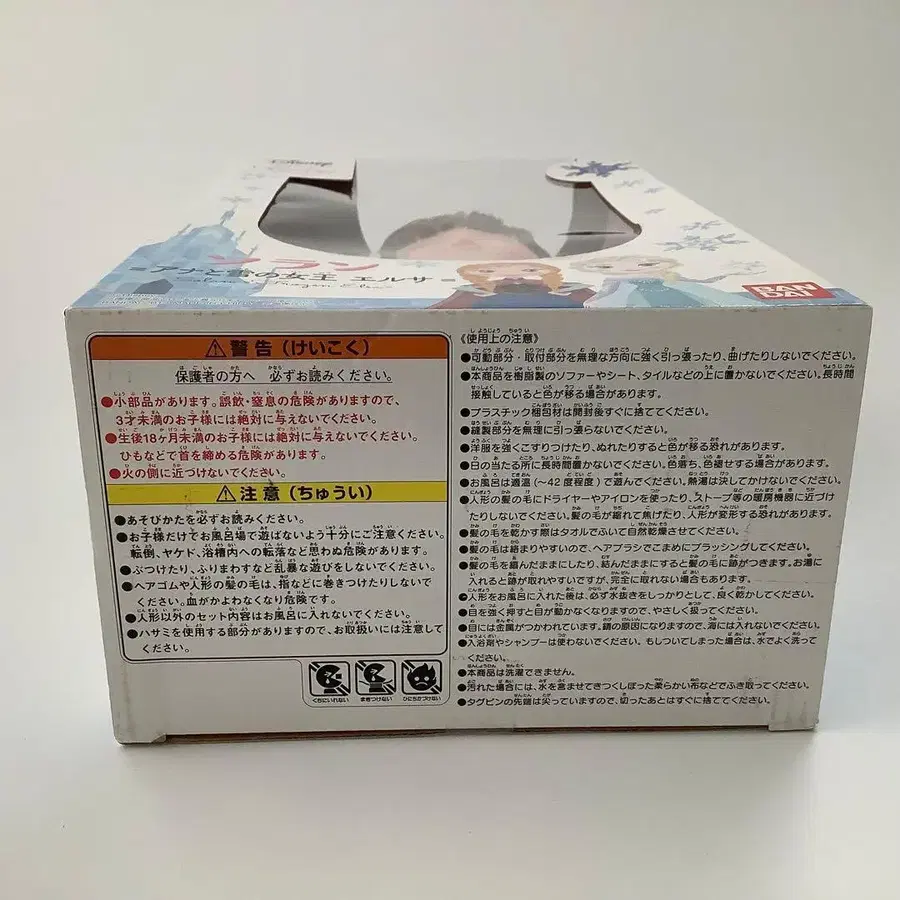 Disney
ソラン
アナと雪の女王 エルサ
BAN
DAI
⚠警告(けいこく)
保護者の方へ 必ずお読みください。
●小部品があります。誤飲・窒息の危険がありますので、
3才未満のお子様には絶対に与えないでください。
●生後18ヶ月未満のお子様には絶対に与えないでください。
ひもなどで首を締める危険があります。
●火の側に近づけないでください。
⚠注意(ちゅうい)
●あそびかたを必ずお読みください。
●お子様だけでお風呂場で遊ばないよう十分にご注意ください。
転倒、ヤケド、浴槽内への転落など思わぬ危険があります。
●ぶつけたり、ふりまわすなど乱暴な遊びをしないでください。
●ヘアゴムや人形の髪の毛は、指などに巻きつけたりしないで
ください。血がかよわなくなり危険です。
●人形以外のセット内容はお風呂に入れないでください。
●ハサミを使用する部分がありますので、お取扱いには注意して
ください。
くちにいれない
まきつけない
ひにちかづけない
《使用上の注意》
●可動部分・取付部分を無理な方向に強く引っ張ったり、曲げたりしないでください。
●本商品を樹脂製のソファーやシート、タイルなどの上に置かないでください。長時間
接触していると色が移る場合があります。
●プラスチック梱包材は開封後すぐに捨ててください。
●縫製部分を無理に引っ張らないでください。
●洋服を強くこすりつけたり、ぬれたりすると色が移る恐れがあります。
●日の当たる所に長時間置かないでください。色落ち、色褪せする場合があります。
●お風呂は適温(～42度程度)で遊んでください。熱湯は決してかけないでください。
●人形の髪の毛にドライヤーやアイロンを使ったり、ストーブ等の暖房機器に近づけ
たりしないでください。髪の毛が縮れて焦げたり、人形が変形する恐れがあります。
●髪の毛を乾かす際はタオルでふいて自然乾燥させてください。
●髪の毛は絡まりやすいので、ヘアブラシでこまめにブラッシングしてください。
●髪の毛を編んだままにしたり、結んだままにすると髪の毛に跡がつきます。お湯に
入れると跡が取れやすいですが、完全に取れない場合もあります。
●人形をお風呂に入れた後は、必ず水抜きをしっかりとして、良く乾かしてください。
●目を強く押すと目が動かなくなりますので、やさしく扱ってください。
●目には金属がつかわれています。錆の原因になりますので、海には入れないでください。
●入浴剤やシャンプーは使わないでください。もしついてしまった場合は、水でよく洗って
ください。
●本商品は洗濯できません。
●汚れた場合には、水を含ませてきつくしぼった柔らかい布などでふき取ってください。
●タグピンの先端は尖っていますので、切ったあとはすぐに捨ててください。